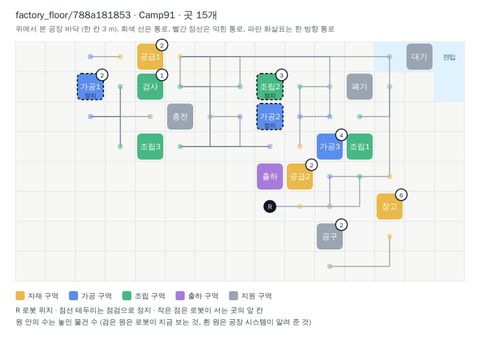 factory_floor/788a181853 · Camp91 · 곳 15개
위에서 본 공장 바닥 (한 칸 3 m). 회색 선은 통로, 빨간 점선은 막힌 통로, 파란 화살표는 한 방향 통로
공급1 2 대기 진입
가공1 2 정지 검사 1 조립2 3 정지 폐기
충전 가공2 정지
조립3 가공3 4 조립1
출하 공급2 2
R 창고 6
공구 2
자재 구역 가공 구역 조립 구역 출하 구역 지원 구역
R 로봇 위치 · 점선 테두리는 점검으로 정지 · 작은 점은 로봇이 서는 곳의 앞 칸
원 안의 수는 놓인 물건 수 (검은 원은 로봇이 지금 보는 것, 흰 원은 공장 시스템이 알려 준 것)